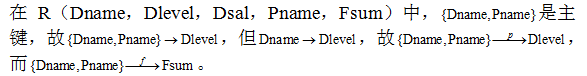 在 R（Dname，Dlevel，Dsal，Pname，Fsum）中，{Dname,Pname}是主
键，故{Dname,Pname}→Dlevel，但Dname→Dlevel，故{Dname,Pname}—p→Dlevel，
而{Dname,Pname}—f→Fsum。